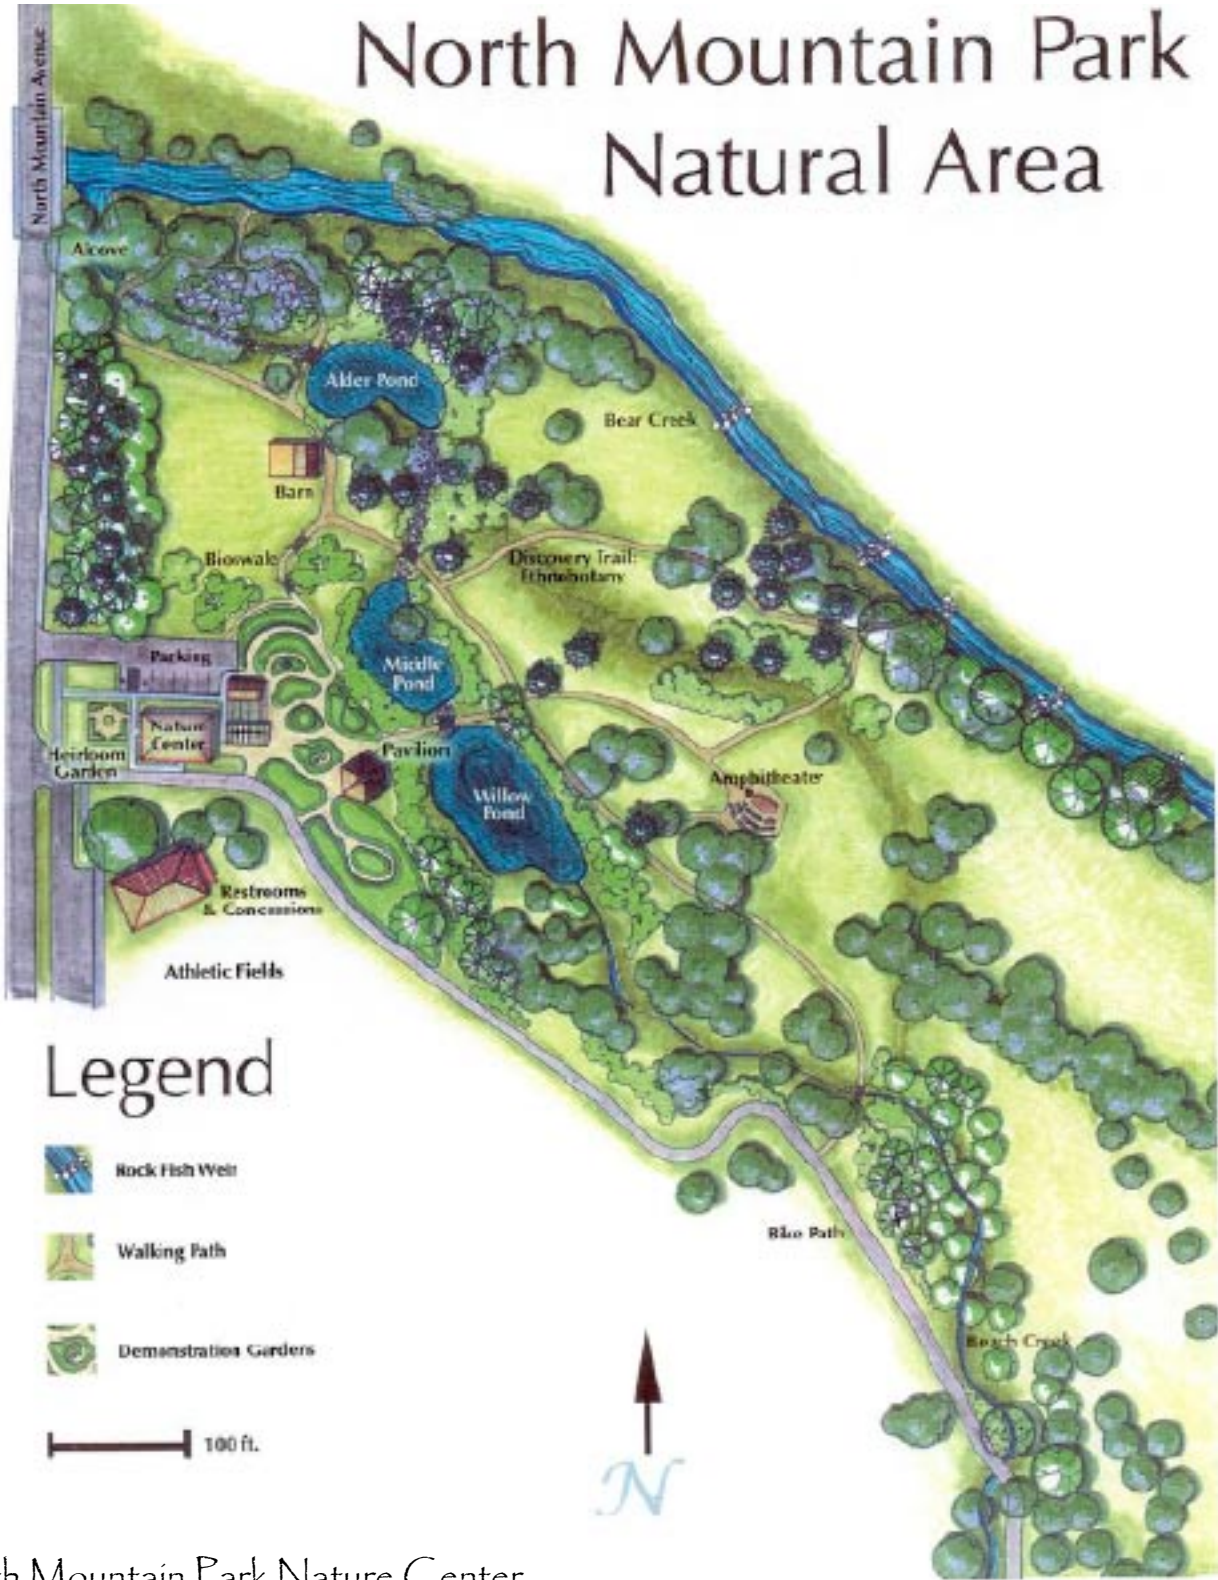 North Mountain Park
Natural Area
North Mountain Avenue
Alcove
Alder Pond
Bear Creek
Barn
Bioswale
Discovery Trail:
Ethnobotany
Parking
Middle
Pond
Nature
Center
Heirloom
Garden
Pavilion
Willow
Pond
Amphitheater
Restrooms
& Concessions
Athletic Fields
Legend
Rock Fish Weir
Walking Path
Demonstration Gardens
100 ft.
N
Bike Path
Beach Creek
th Mountain Park Nature Center